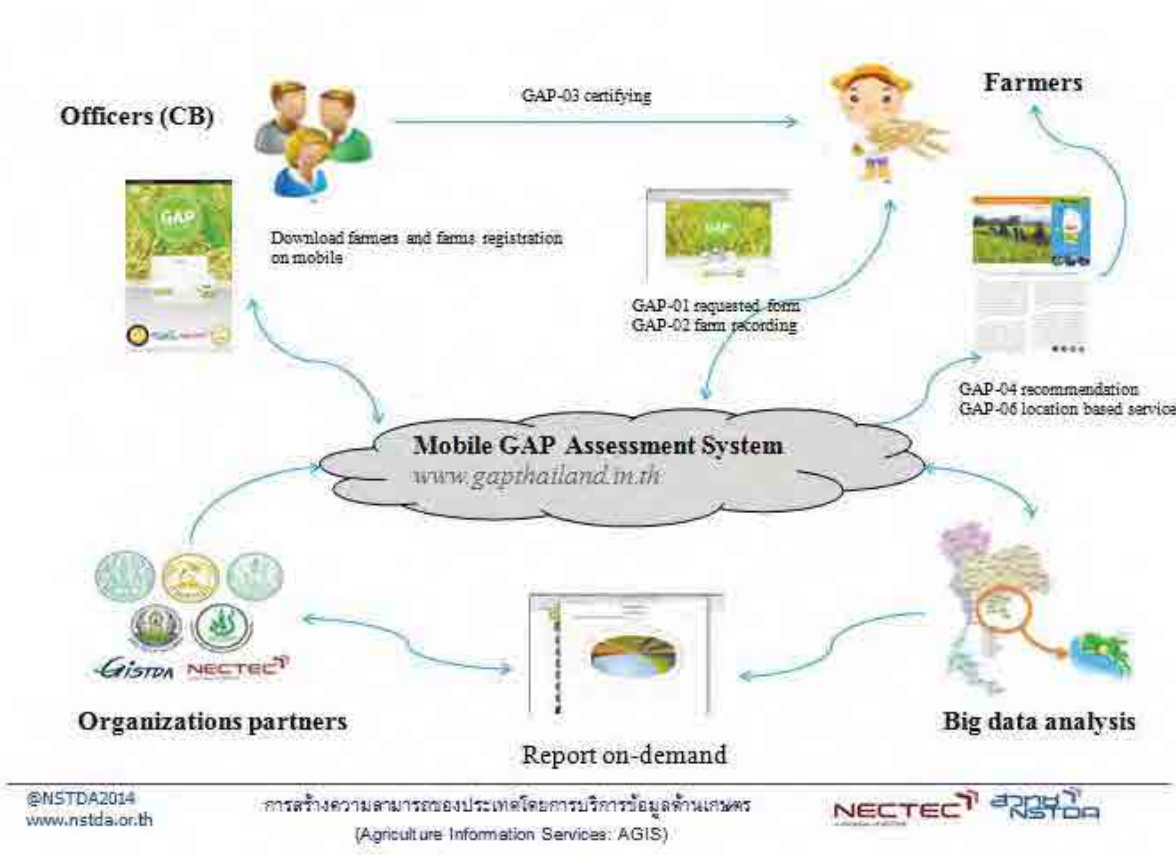 Officers (CB)
GAP-03 certifying
Farmers
GAP
Download farmers and farms registration
on mobile
GAP
GAP-01 requested form
GAP-02 farm recording
GAP-04 recommendation
GAP-06 location based service
Mobile GAP Assessment System
www.gapthailand.in.th
GISTDA NECTEC
Organizations partners
Report on-demand
Big data analysis
@NSTDA2014
www.nstda.or.th
การสร้างความสามารถของประเทศโดยการบริการข้อมูลด้านเกษตร
(Agriculture Information Services: AGIS)
NECTEC
สวทช
NSTDA